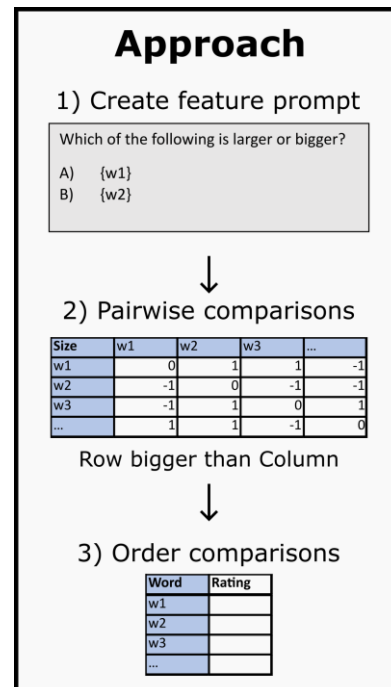 Approach
1) Create feature prompt
Which of the following is larger or bigger?
A) {w1}
B) {w2}
2) Pairwise comparisons
Size w1 w2 w3 ...
w1 0 1 1 -1
w2 -1 0 -1 -1
w3 -1 1 0 1
... 1 1 -1 0
Row bigger than Column
3) Order comparisons
Word Rating
w1
w2
w3
...